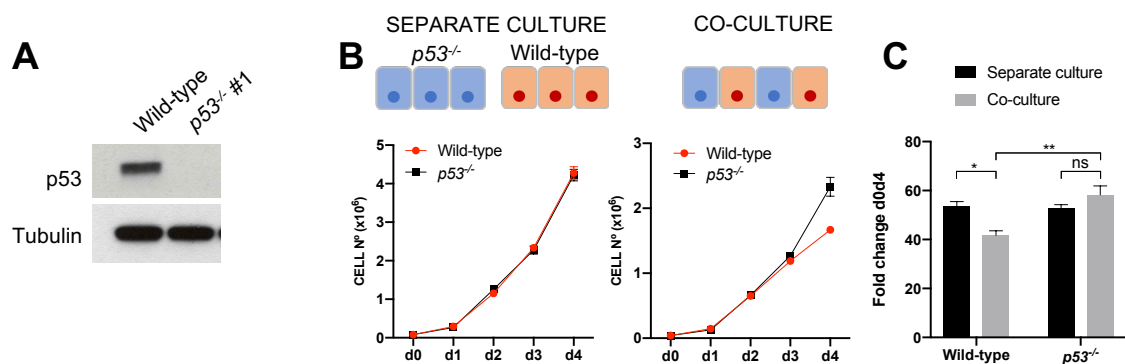 A
Wild-type
p53-/- #1
p53
Tubulin
B
SEPARATE CULTURE
p53-/-
Wild-type
CO-CULTURE
CELL Nº (x10⁶)
5
4
3
2
1
0
d0 d1 d2 d3 d4
Wild-type
p53-/-
CELL Nº (x10⁶)
3
2
1
0
d0 d1 d2 d3 d4
Wild-type
p53-/-
C
Separate culture
Co-culture
Fold change d0d4
80
60
40
20
0
*
**
ns
Wild-type p53-/-